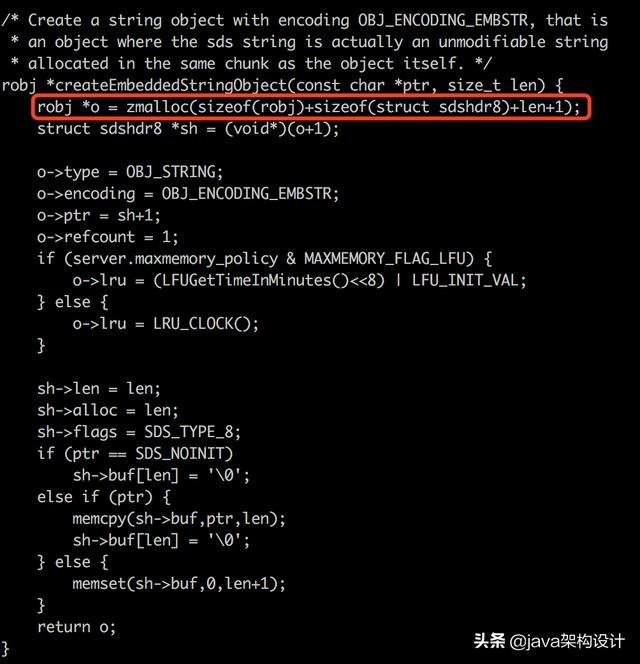 /* Create a string object with encoding OBJ_ENCODING_EMBSTR, that is
 * an object where the sds string is actually an unmodifiable string
 * allocated in the same chunk as the object itself. */
robj *createEmbeddedStringObject(const char *ptr, size_t len) {
    robj *o = zmalloc(sizeof(robj)+sizeof(struct sdshdr8)+len+1);
    struct sdshdr8 *sh = (void*)(o+1);

    o->type = OBJ_STRING;
    o->encoding = OBJ_ENCODING_EMBSTR;
    o->ptr = sh+1;
    o->refcount = 1;
    if (server.maxmemory_policy & MAXMEMORY_FLAG_LFU) {
        o->lru = (LFUGetTimeInMinutes()<<8) | LFU_INIT_VAL;
    } else {
        o->lru = LRU_CLOCK();
    }

    sh->len = len;
    sh->alloc = len;
    sh->flags = SDS_TYPE_8;
    if (ptr == SDS_NOINIT)
        sh->buf[len] = '\0';
    else if (ptr) {
        memcpy(sh->buf,ptr,len);
        sh->buf[len] = '\0';
    } else {
        memset(sh->buf,0,len+1);
    }
    return o;
}
头条 @java架构设计